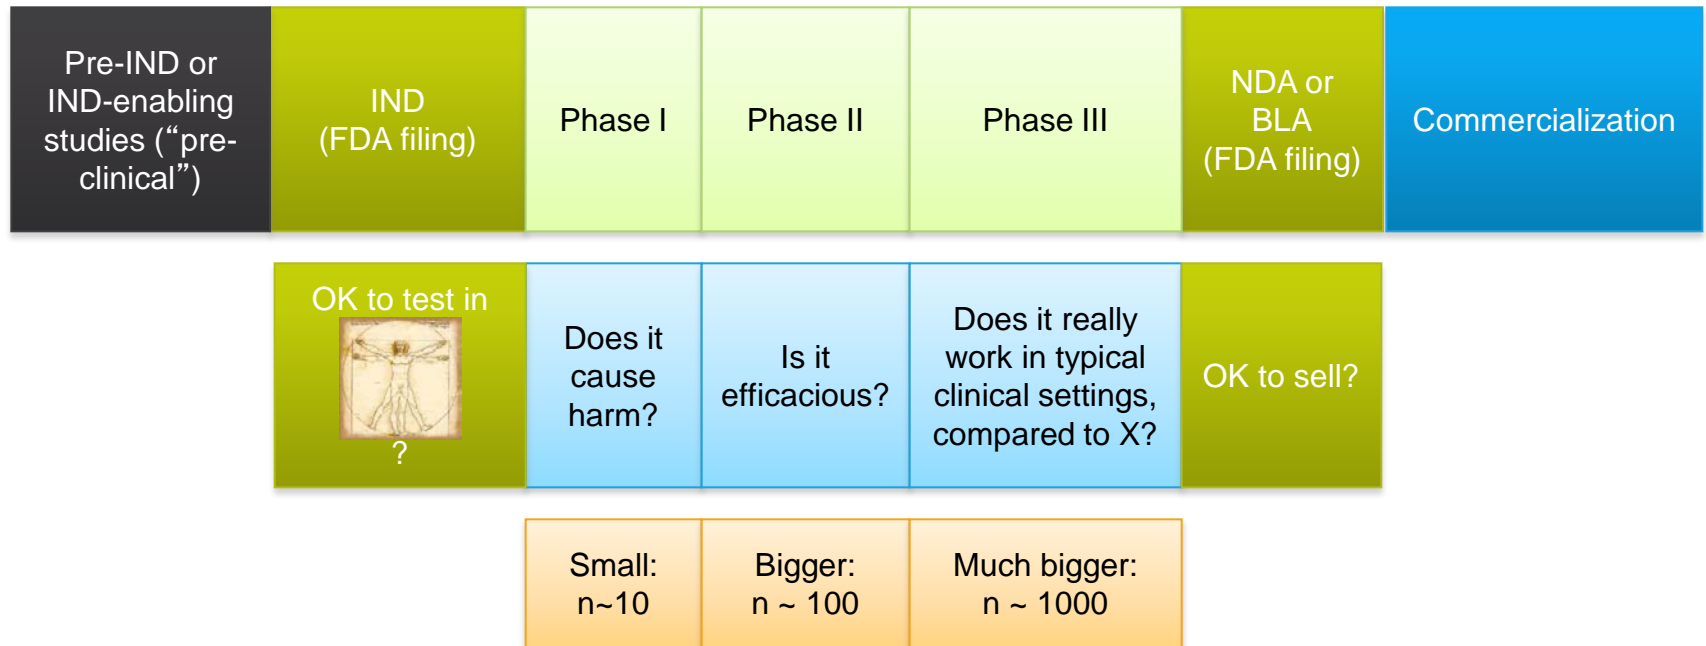 Pre-IND or
IND-enabling
studies (“pre-
clinical”)
IND
(FDA filing)
Phase I
Phase II
Phase III
NDA or
BLA
(FDA filing)
Commercialization
OK to test in
?
Does it
cause
harm?
Is it
efficacious?
Does it really
work in typical
clinical settings,
compared to X?
OK to sell?
Small:
n~10
Bigger:
n ~ 100
Much bigger:
n ~ 1000